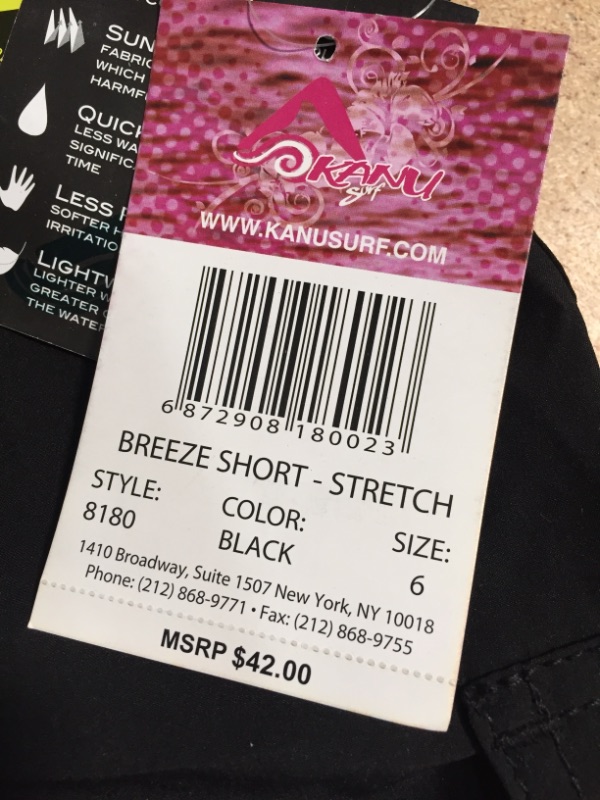 SUN
FABRIC
WHICH
HARMF
QUICK
LESS WA
SIGNIFIC
TIME
LESS
SOFTER H
IRRITATIO
LIGHTW
LIGHTER W
GREATER
THE WATER
KANU
Surf
WWW.KANUSURF.COM
6 872908 180023
BREEZE SHORT - STRETCH
STYLE: COLOR: SIZE:
8180 BLACK 6
1410 Broadway, Suite 1507 New York, NY 10018
Phone: (212) 868-9771 • Fax: (212) 868-9755
MSRP $42.00